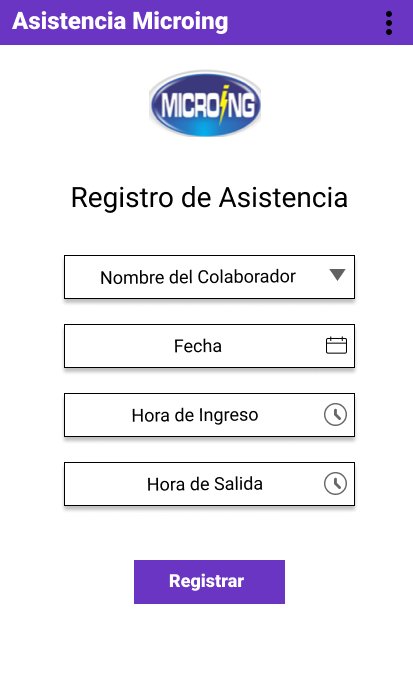 Asistencia Microing
MICROING
Registro de Asistencia
Nombre del Colaborador
Fecha
Hora de Ingreso
Hora de Salida
Registrar